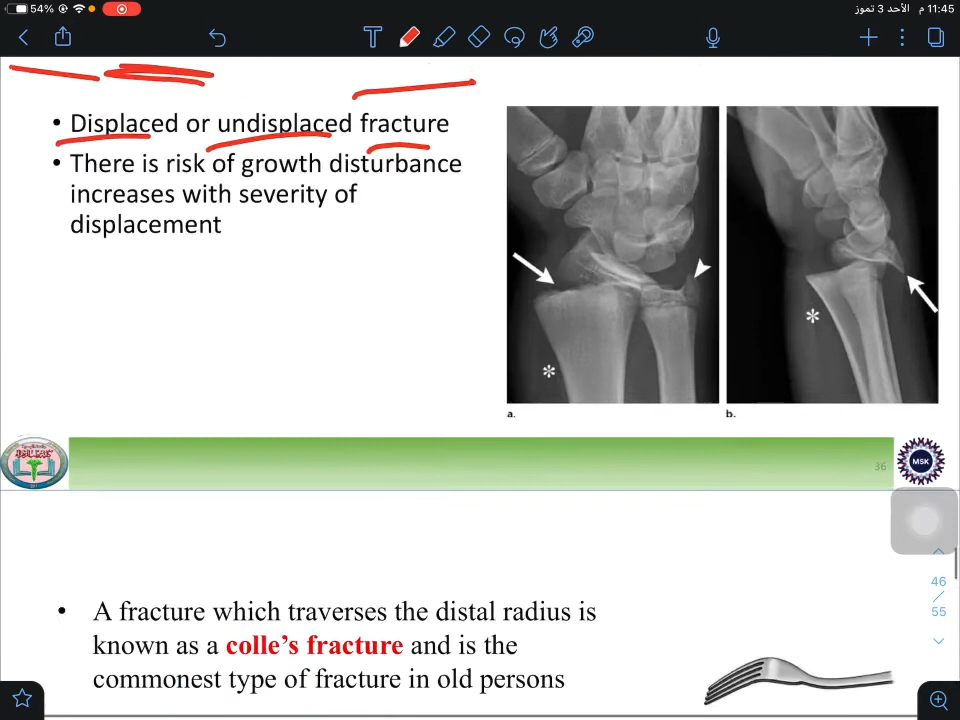 54%
11:45 م الأحد 3 تموز
T
• Displaced or undisplaced fracture
• There is risk of growth disturbance
increases with severity of
displacement
*
*
a.
b.
36
MSK
46
/
55
• A fracture which traverses the distal radius is
known as a colle’s fracture and is the
commonest type of fracture in old persons